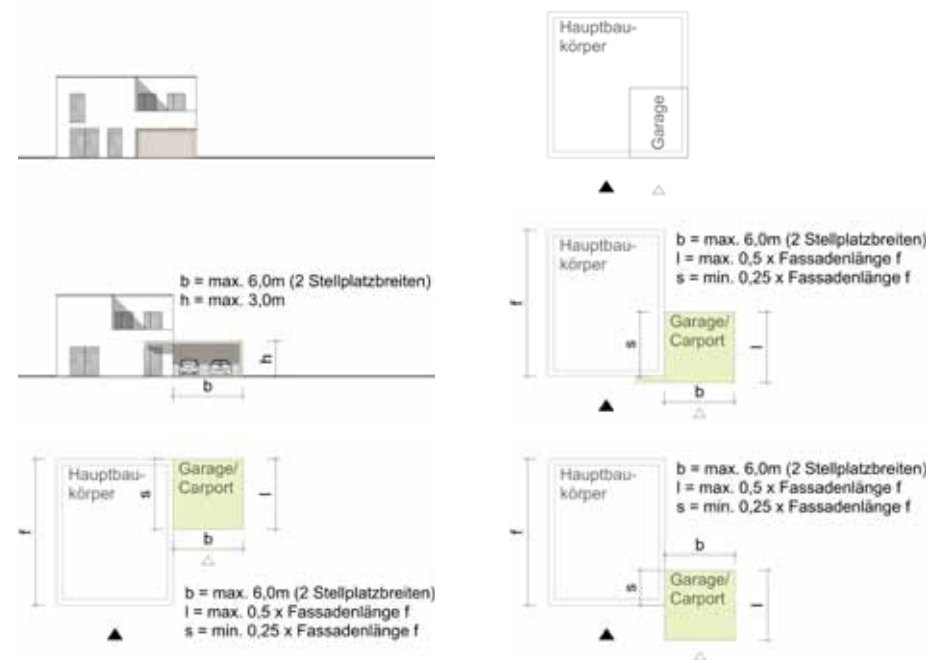 Hauptbau-
körper
Garage
b = max. 6,0m (2 Stellplatzbreiten)
h = max. 3,0m
h
b
Hauptbau-
körper
b = max. 6,0m (2 Stellplatzbreiten)
l = max. 0,5 x Fassadenlänge f
s = min. 0,25 x Fassadenlänge f
Garage/
Carport
f
s
l
b
Hauptbau-
körper
Garage/
Carport
f
s
l
b
b = max. 6,0m (2 Stellplatzbreiten)
l = max. 0,5 x Fassadenlänge f
s = min. 0,25 x Fassadenlänge f
Hauptbau-
körper
b = max. 6,0m (2 Stellplatzbreiten)
l = max. 0,5 x Fassadenlänge f
s = min. 0,25 x Fassadenlänge f
f
b
s
Garage/
Carport
l